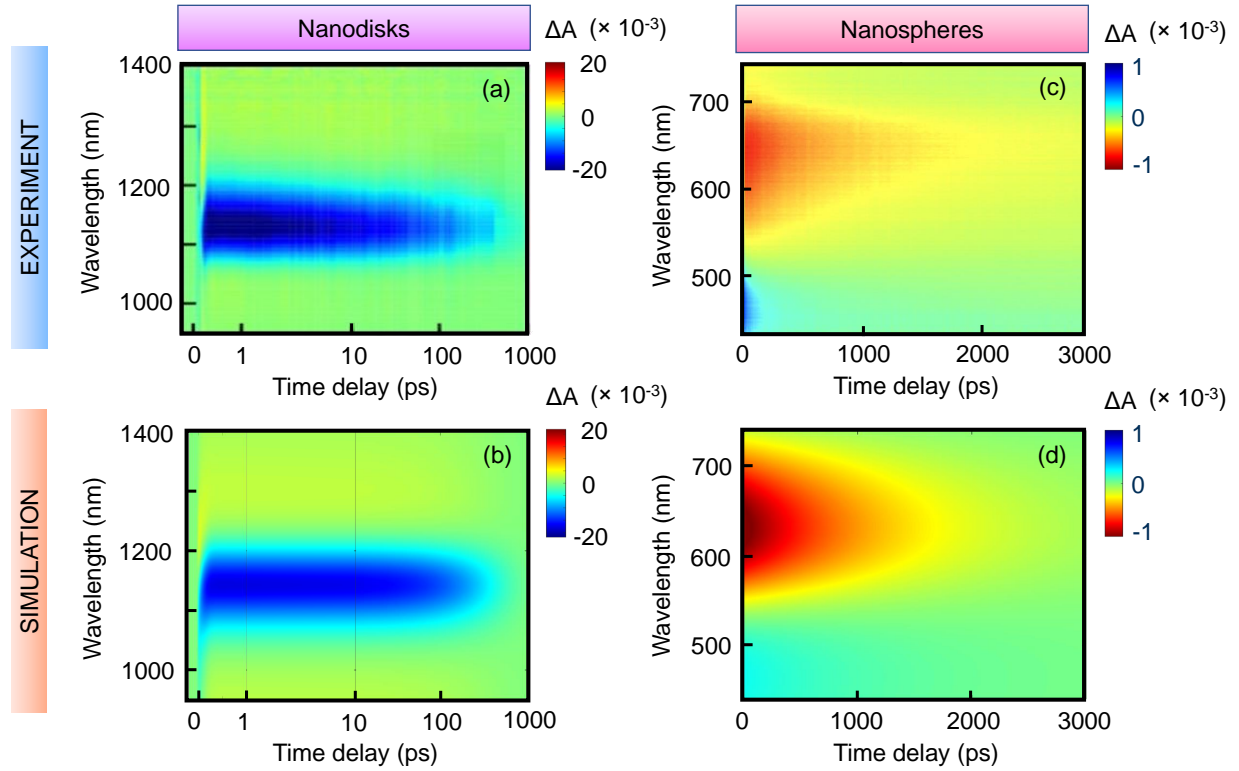 Nanodisks
Nanospheres
EXPERIMENT
SIMULATION
ΔA (× 10-3)
20
0
-20
(a)
1400
1200
1000
Wavelength (nm)
0 1 10 100 1000
Time delay (ps)
ΔA (× 10-3)
1
0
-1
(c)
700
600
500
Wavelength (nm)
0 1000 2000 3000
Time delay (ps)
ΔA (× 10-3)
20
0
-20
(b)
1400
1200
1000
Wavelength (nm)
0 1 10 100 1000
Time delay (ps)
ΔA (× 10-3)
1
0
-1
(d)
700
600
500
Wavelength (nm)
0 1000 2000 3000
Time delay (ps)